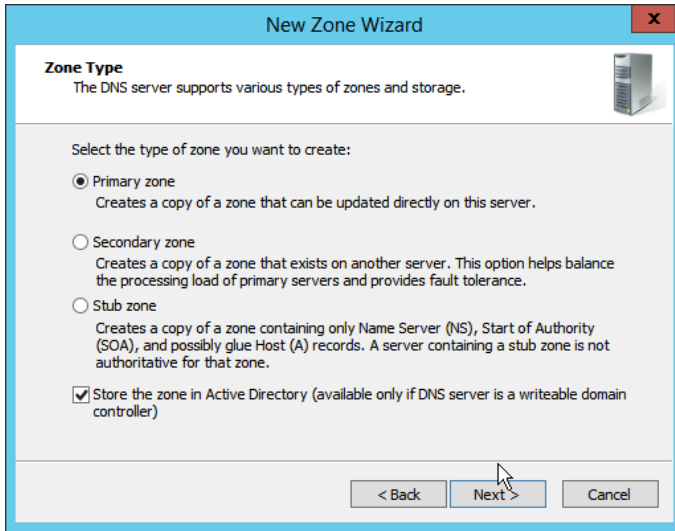 New Zone Wizard
x
Zone Type
The DNS server supports various types of zones and storage.
Select the type of zone you want to create:
Primary zone
Creates a copy of a zone that can be updated directly on this server.
Secondary zone
Creates a copy of a zone that exists on another server. This option helps balance
the processing load of primary servers and provides fault tolerance.
Stub zone
Creates a copy of a zone containing only Name Server (NS), Start of Authority
(SOA), and possibly glue Host (A) records. A server containing a stub zone is not
authoritative for that zone.
Store the zone in Active Directory (available only if DNS server is a writeable domain
controller)
< Back Next > Cancel